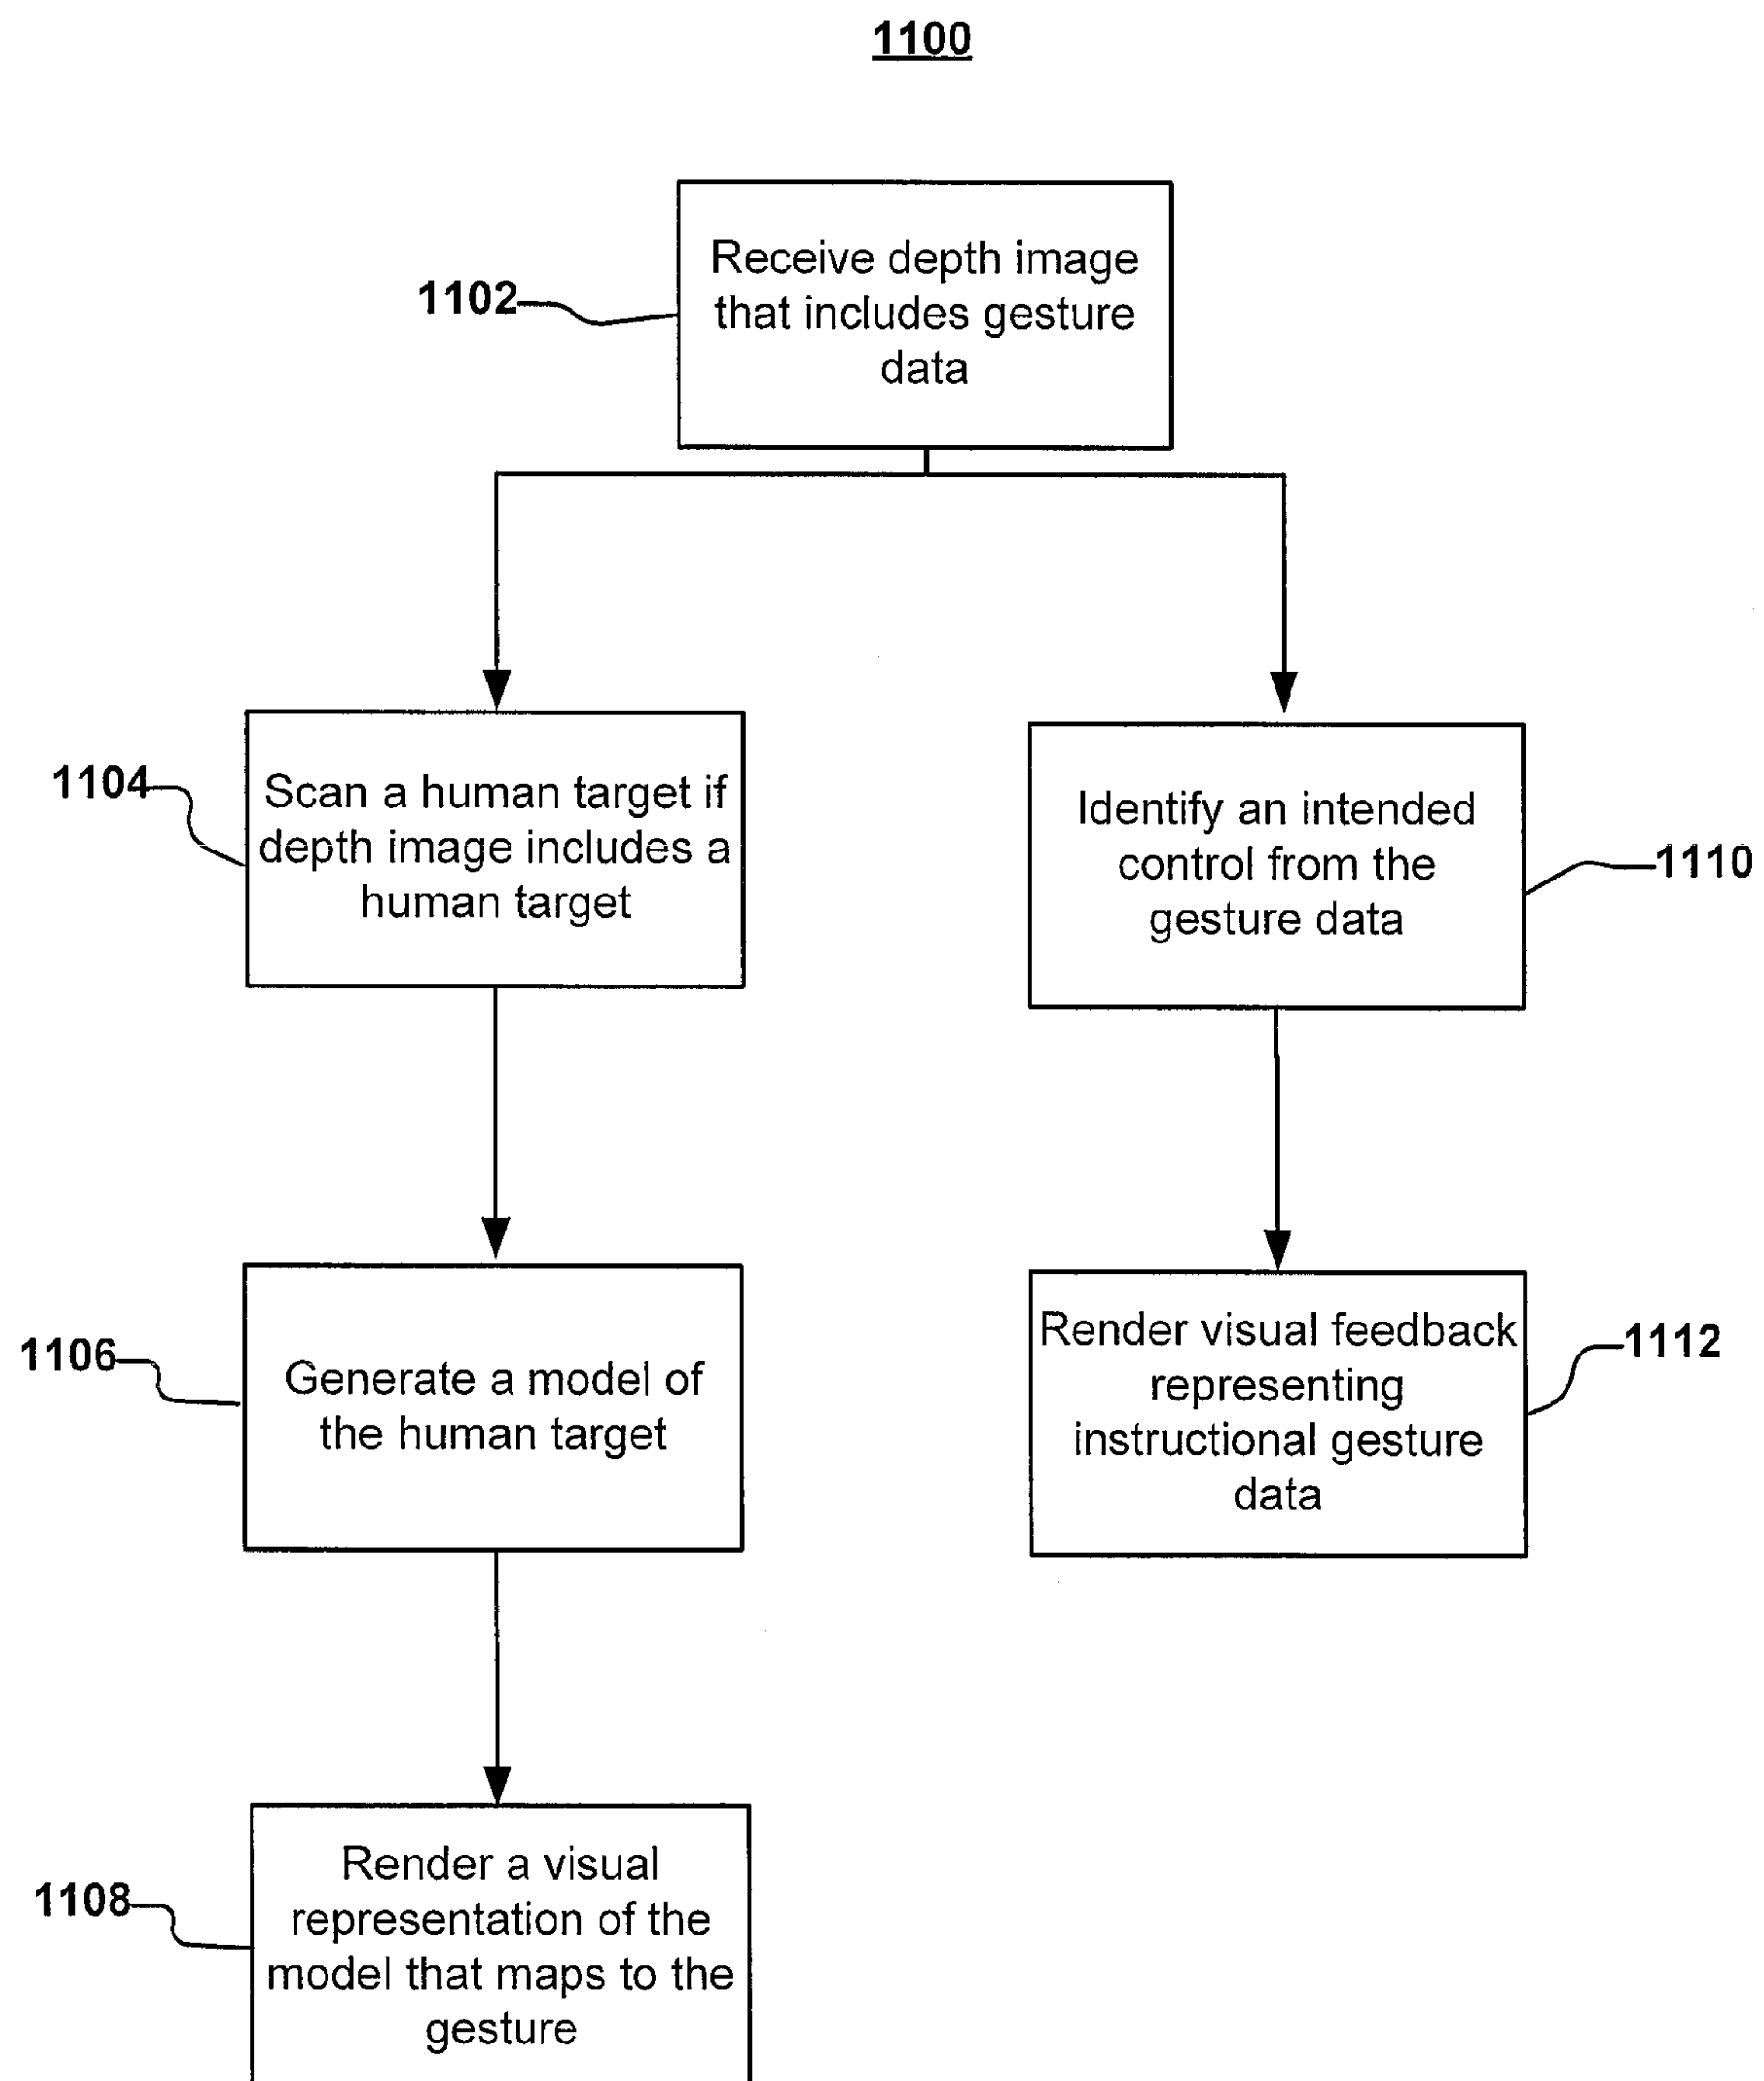 1100
1102
Receive depth image
that includes gesture
data
1104
Scan a human target if
depth image includes a
human target
Identify an intended
control from the
gesture data
1110
1106
Generate a model of
the human target
Render visual feedback
representing
instructional gesture
data
1112
1108
Render a visual
representation of the
model that maps to the
gesture